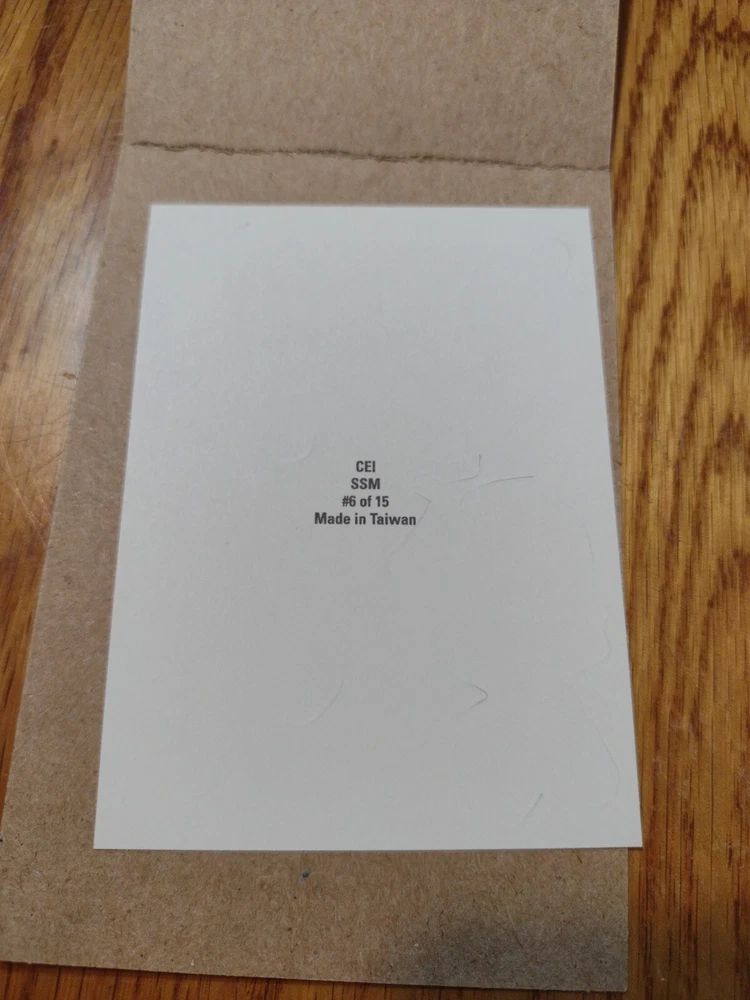 CEI
SSM
#6 of 15
Made in Taiwan